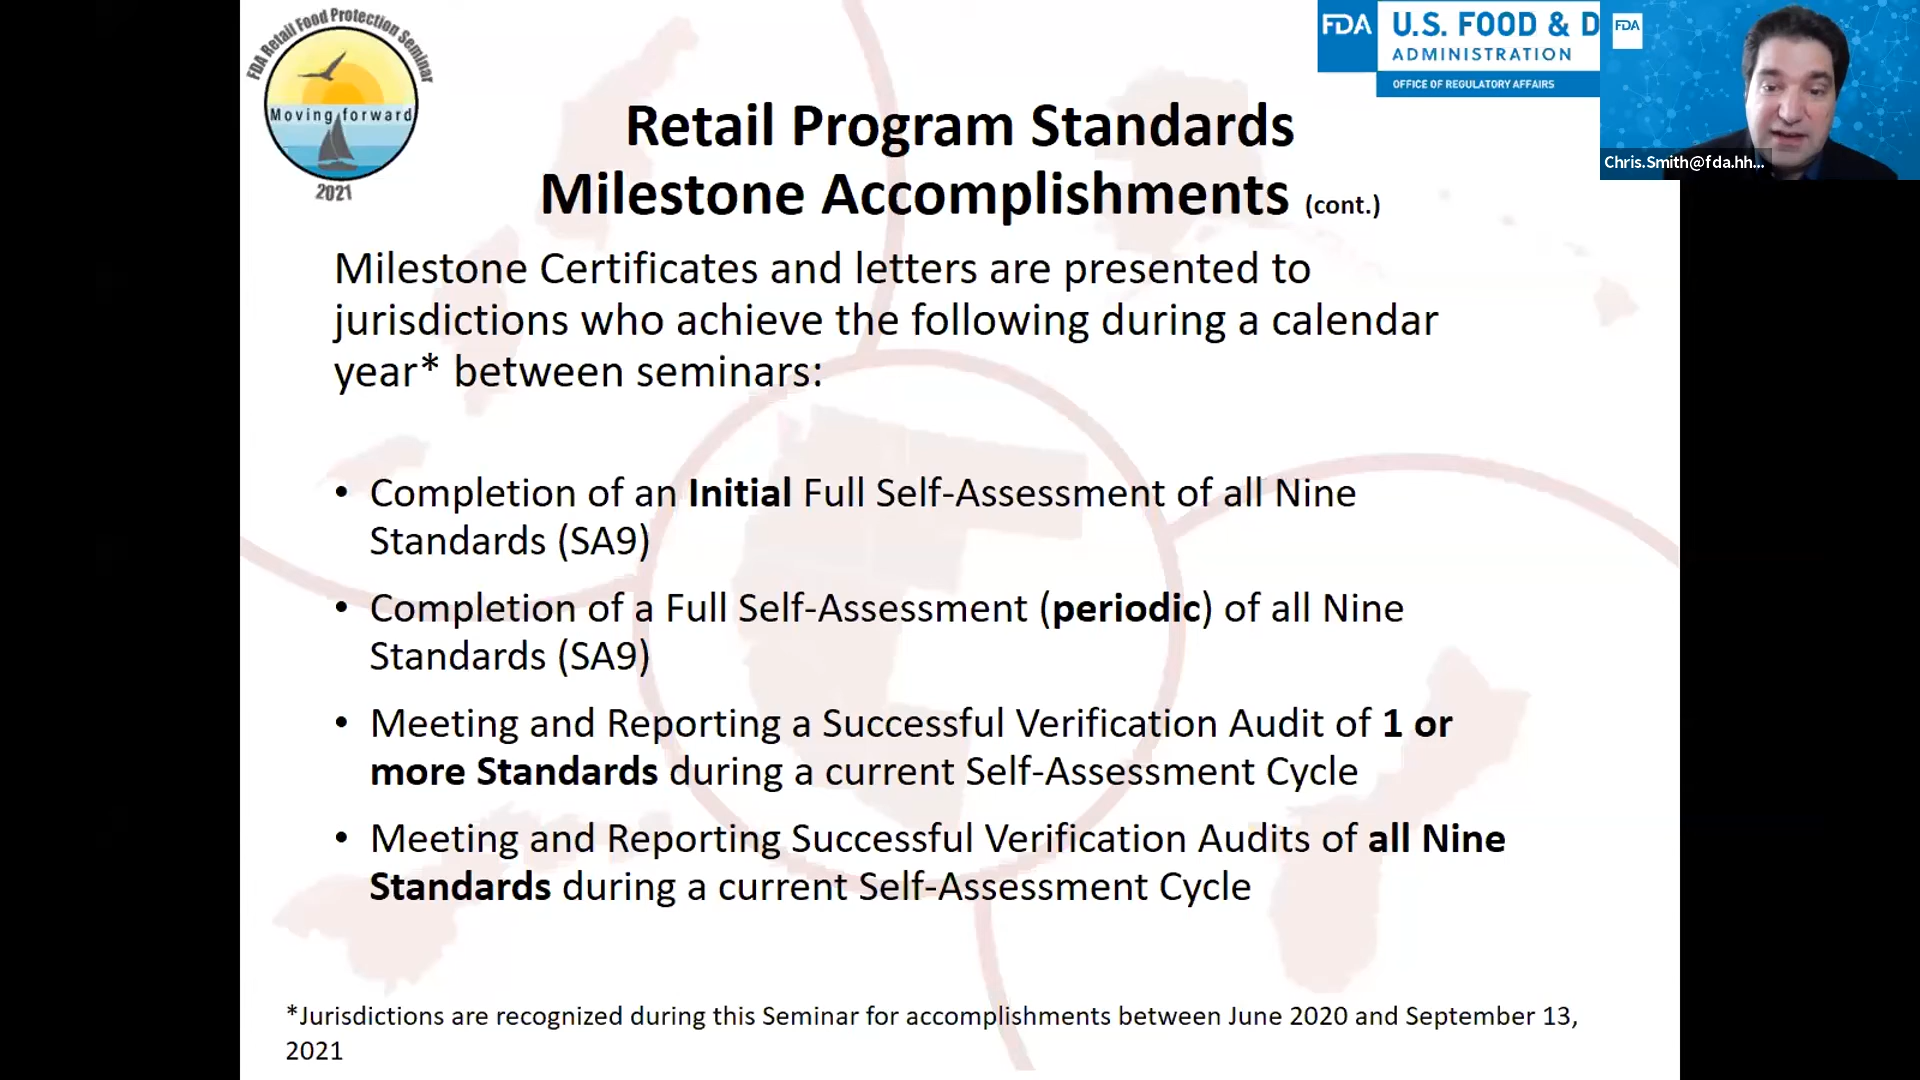 FDA Retail Food Protection Seminar
Moving forward
2021
FDA
U.S. FOOD & D
ADMINISTRATION
OFFICE OF REGULATORY AFFAIRS
FDA
Chris.Smith@fda.hh...
Retail Program Standards
Milestone Accomplishments (cont.)
Milestone Certificates and letters are presented to
jurisdictions who achieve the following during a calendar
year* between seminars:
• Completion of an Initial Full Self-Assessment of all Nine
Standards (SA9)
• Completion of a Full Self-Assessment (periodic) of all Nine
Standards (SA9)
• Meeting and Reporting a Successful Verification Audit of 1 or
more Standards during a current Self-Assessment Cycle
• Meeting and Reporting Successful Verification Audits of all Nine
Standards during a current Self-Assessment Cycle
*Jurisdictions are recognized during this Seminar for accomplishments between June 2020 and September 13,
2021